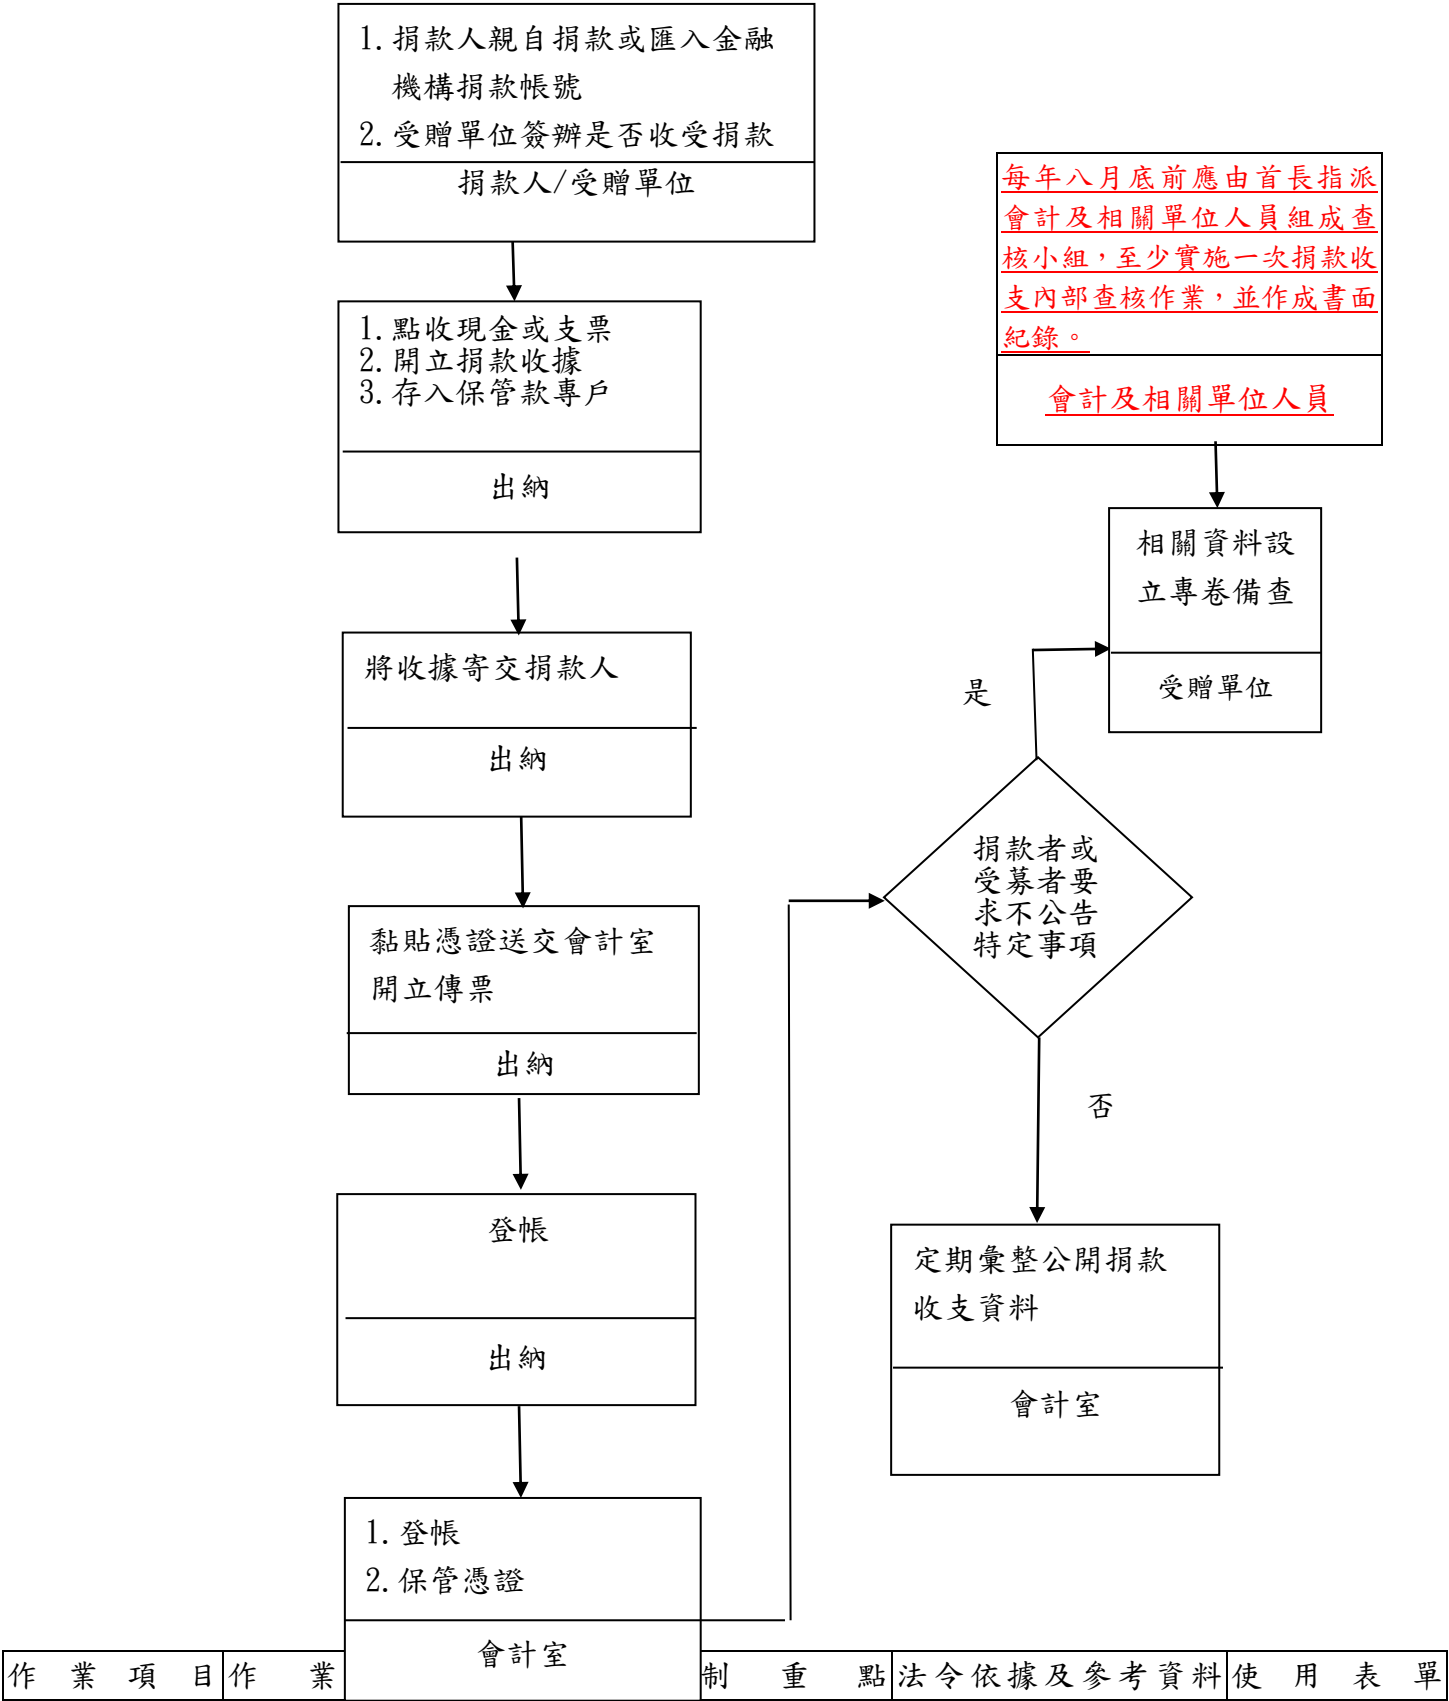 1.捐款人親自捐款或匯入金融
機構捐款帳號
2.受贈單位簽辦是否收受捐款
捐款人/受贈單位
1.點收現金或支票
2.開立捐款收據
3.存入保管款專戶
出納
將收據寄交捐款人
出納
黏貼憑證送交會計室
開立傳票
出納
登帳
出納
1.登帳
2.保管憑證
會計室
每年八月底前應由首長指派
會計及相關單位人員組成查
核小組，至少實施一次捐款收
支內部查核作業，並作成書面
紀錄。
會計及相關單位人員
相關資料設
立專卷備查
受贈單位
是
捐款者或
受募者要
求不公告
特定事項
否
定期彙整公開捐款
收支資料
會計室
作業項目 作業 制重點 法令依據及參考資料 使用表單